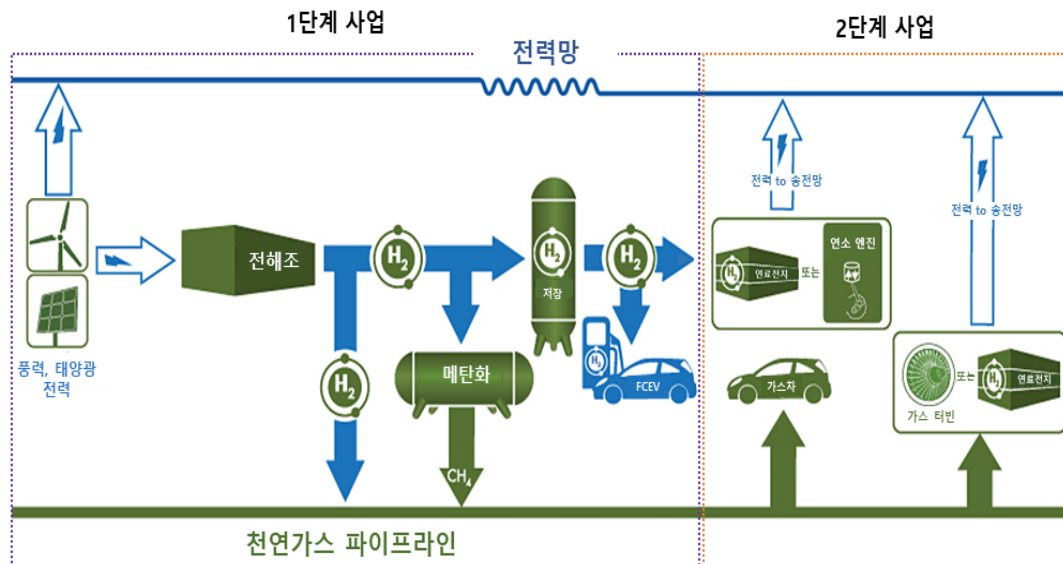 1단계 사업
2단계 사업
전력망
전력 to 송전망
전력 to 송전망
전해조
H2
H2
저장
H2
연소 엔진
H2
연료전지
또는
풍력, 태양광
전력
H2
메탄화
H2
FCEV
가스차
가스 터빈
또는
H2
연료전지
CH4
천연가스 파이프라인